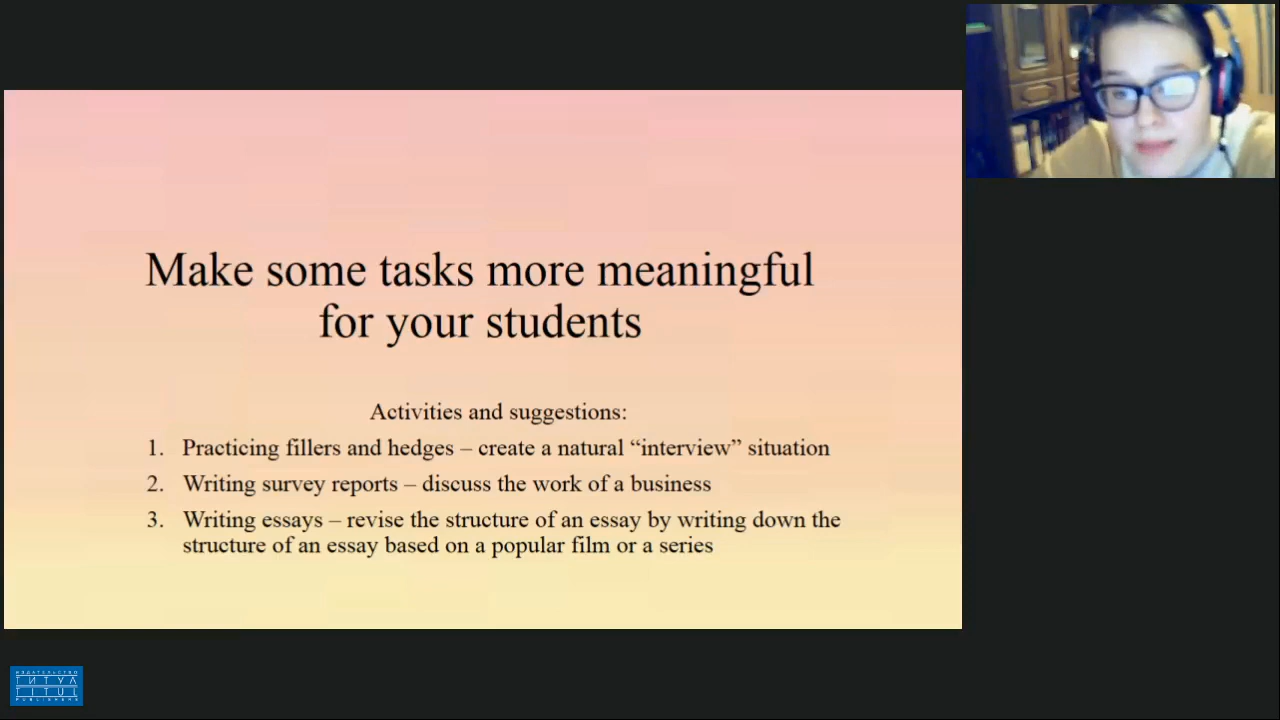 Make some tasks more meaningful
for your students
Activities and suggestions:
1. Practicing fillers and hedges – create a natural “interview” situation
2. Writing survey reports – discuss the work of a business
3. Writing essays – revise the structure of an essay by writing down the
structure of an essay based on a popular film or a series
ИЗДАТЕЛЬСТВО
ТИТУЛ
TITUL
PUBLISHERS